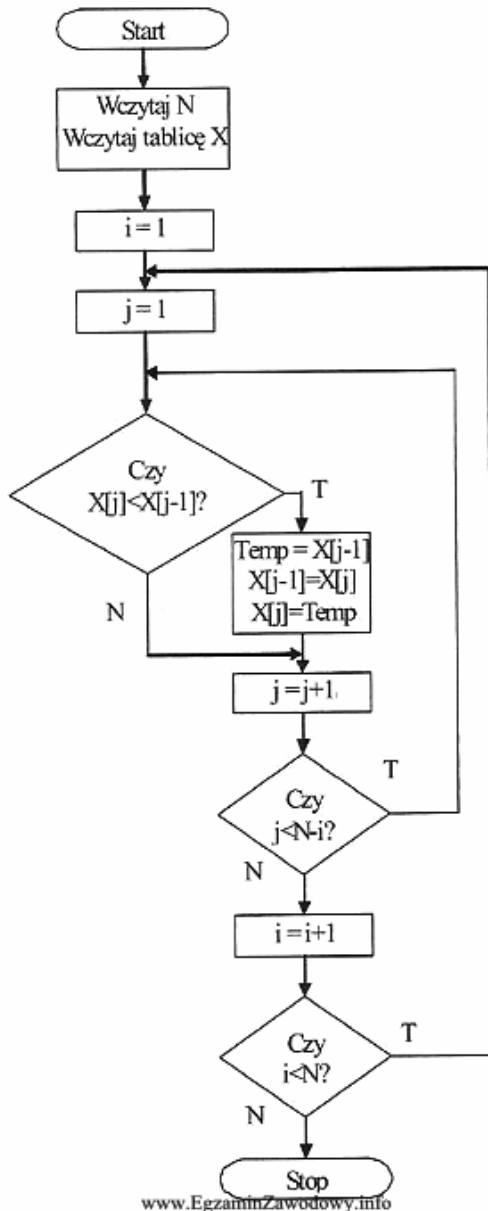 Start
Wczytaj N
Wczytaj tablicę X
i = 1
j = 1
Czy
X[j]<X[j-1]?
T
Temp = X[j-1]
X[j-1]=X[j]
X[j]=Temp
N
j = j+1
T
Czy
j<N-i?
N
i = i+1
T
Czy
i<N?
N
Stop
www.EgzaminZawodowy.info